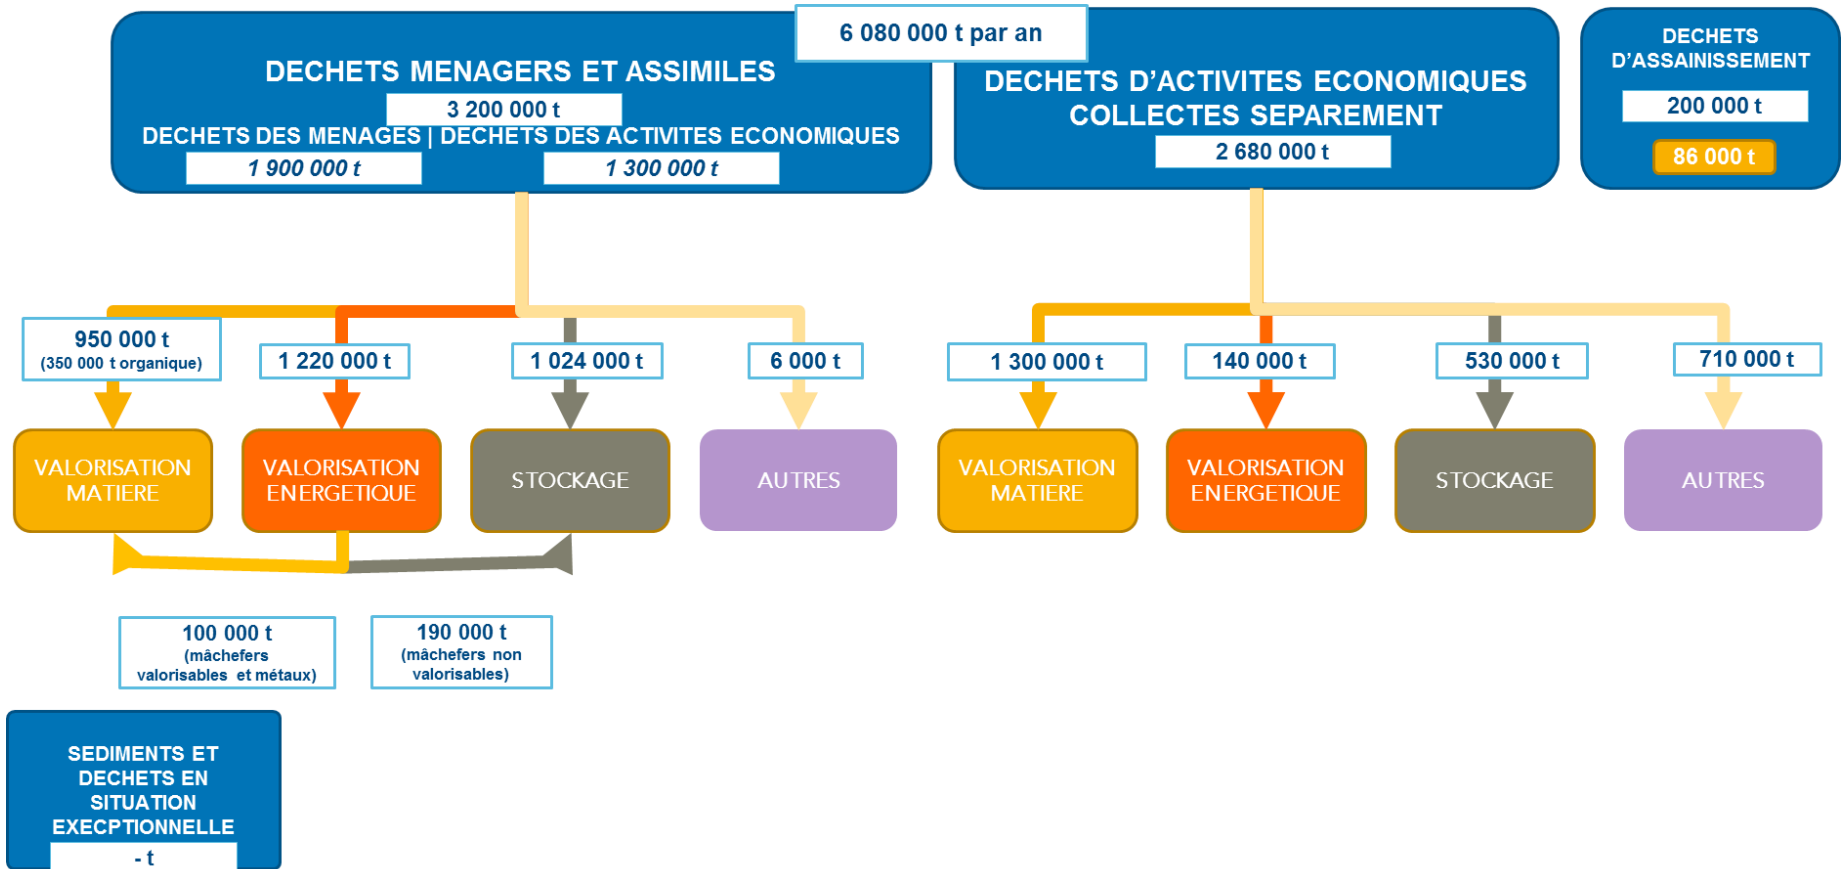 6 080 000 t par an
DECHETS MENAGERS ET ASSIMILES
3 200 000 t
DECHETS DES MENAGES | DECHETS DES ACTIVITES ECONOMIQUES
1 900 000 t
1 300 000 t
DECHETS D’ACTIVITES ECONOMIQUES
COLLECTES SEPAREMENT
2 680 000 t
DECHETS
D’ASSAINISSEMENT
200 000 t
86 000 t
950 000 t
(350 000 t organique)
1 220 000 t
1 024 000 t
6 000 t
1 300 000 t
140 000 t
530 000 t
710 000 t
VALORISATION
MATIERE
VALORISATION
ENERGETIQUE
STOCKAGE
AUTRES
VALORISATION
MATIERE
VALORISATION
ENERGETIQUE
STOCKAGE
AUTRES
100 000 t
(mâchefers
valorisables et métaux)
190 000 t
(mâchefers non
valorisables)
SEDIMENTS ET
DECHETS EN
SITUATION
EXECPTIONNELLE
- t